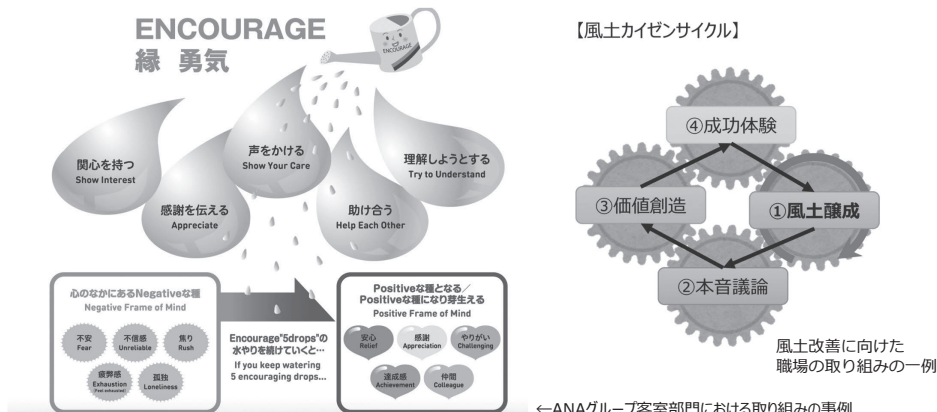 ENCOURAGE
縁 勇気
ENCOURAGE
関心を持つ
Show Interest
感謝を伝える
Appreciate
声をかける
Show Your Care
助け合う
Help Each Other
理解しようとする
Try to Understand
心のなかにあるNegativeな種
Negative Frame of Mind
不安
Fear
不信感
Unreliable
焦り
Rush
疲弊感
Exhaustion
(Feel exhausted)
孤独
Loneliness
Encourage"5drops"の
水やりを続けていくと…
If you keep watering
5 encouraging drops...
Positiveな種となる/
Positiveな種になり芽生える
Positive Frame of Mind
安心
Relief
感謝
Appreciation
やりがい
Challenging
達成感
Achievement
仲間
Colleague
【風土カイゼンサイクル】
④成功体験
③価値創造
①風土醸成
②本音議論
風土改善に向けた
職場の取り組みの一例
←ANAグループ客室部門における取り組みの事例